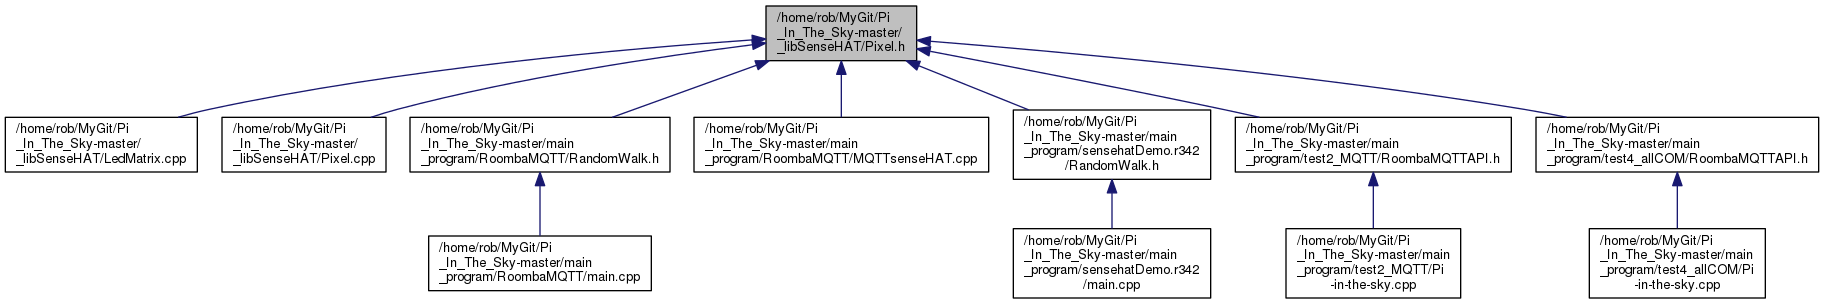 /home/rob/MyGit/Pi
_In_The_Sky-master/
_libSenseHAT/Pixel.h
/home/rob/MyGit/Pi
_In_The_Sky-master/
_libSenseHAT/LedMatrix.cpp
/home/rob/MyGit/Pi
_In_The_Sky-master/
_libSenseHAT/Pixel.cpp
/home/rob/MyGit/Pi
_In_The_Sky-master/main
_program/RoombaMQTT/RandomWalk.h
/home/rob/MyGit/Pi
_In_The_Sky-master/main
_program/RoombaMQTT/MQTTsenseHAT.cpp
/home/rob/MyGit/Pi
_In_The_Sky-master/main
_program/sensehatDemo.r342
/RandomWalk.h
/home/rob/MyGit/Pi
_In_The_Sky-master/main
_program/test2_MQTT/RoombaMQTTAPI.h
/home/rob/MyGit/Pi
_In_The_Sky-master/main
_program/test4_allCOM/RoombaMQTTAPI.h
/home/rob/MyGit/Pi
_In_The_Sky-master/main
_program/RoombaMQTT/main.cpp
/home/rob/MyGit/Pi
_In_The_Sky-master/main
_program/sensehatDemo.r342
/main.cpp
/home/rob/MyGit/Pi
_In_The_Sky-master/main
_program/test2_MQTT/Pi
-in-the-sky.cpp
/home/rob/MyGit/Pi
_In_The_Sky-master/main
_program/test4_allCOM/Pi
-in-the-sky.cpp